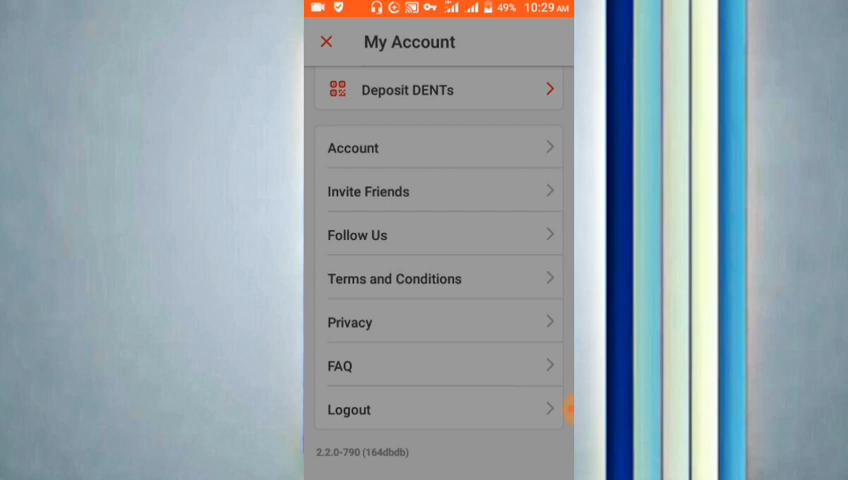 49% 10:29 AM
My Account
Deposit DENTs
Account
Invite Friends
Follow Us
Terms and Conditions
Privacy
FAQ
Logout
2.2.0-790 (164dbdb)